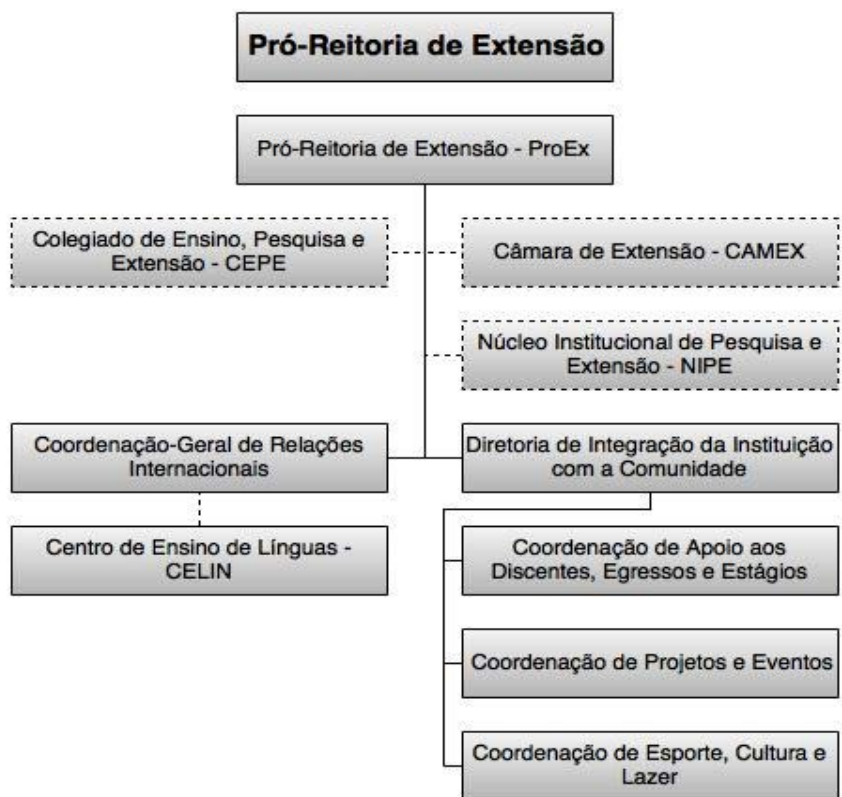 Pró-Reitoria de Extensão
Pró-Reitoria de Extensão - ProEx
Colegiado de Ensino, Pesquisa e
Extensão - CEPE
Câmara de Extensão - CAMEX
Núcleo Institucional de Pesquisa e
Extensão - NIPE
Coordenação-Geral de Relações
Internacionais
Diretoria de Integração da Instituição
com a Comunidade
Centro de Ensino de Línguas -
CELIN
Coordenação de Apoio aos
Discentes, Egressos e Estágios
Coordenação de Projetos e Eventos
Coordenação de Esporte, Cultura e
Lazer